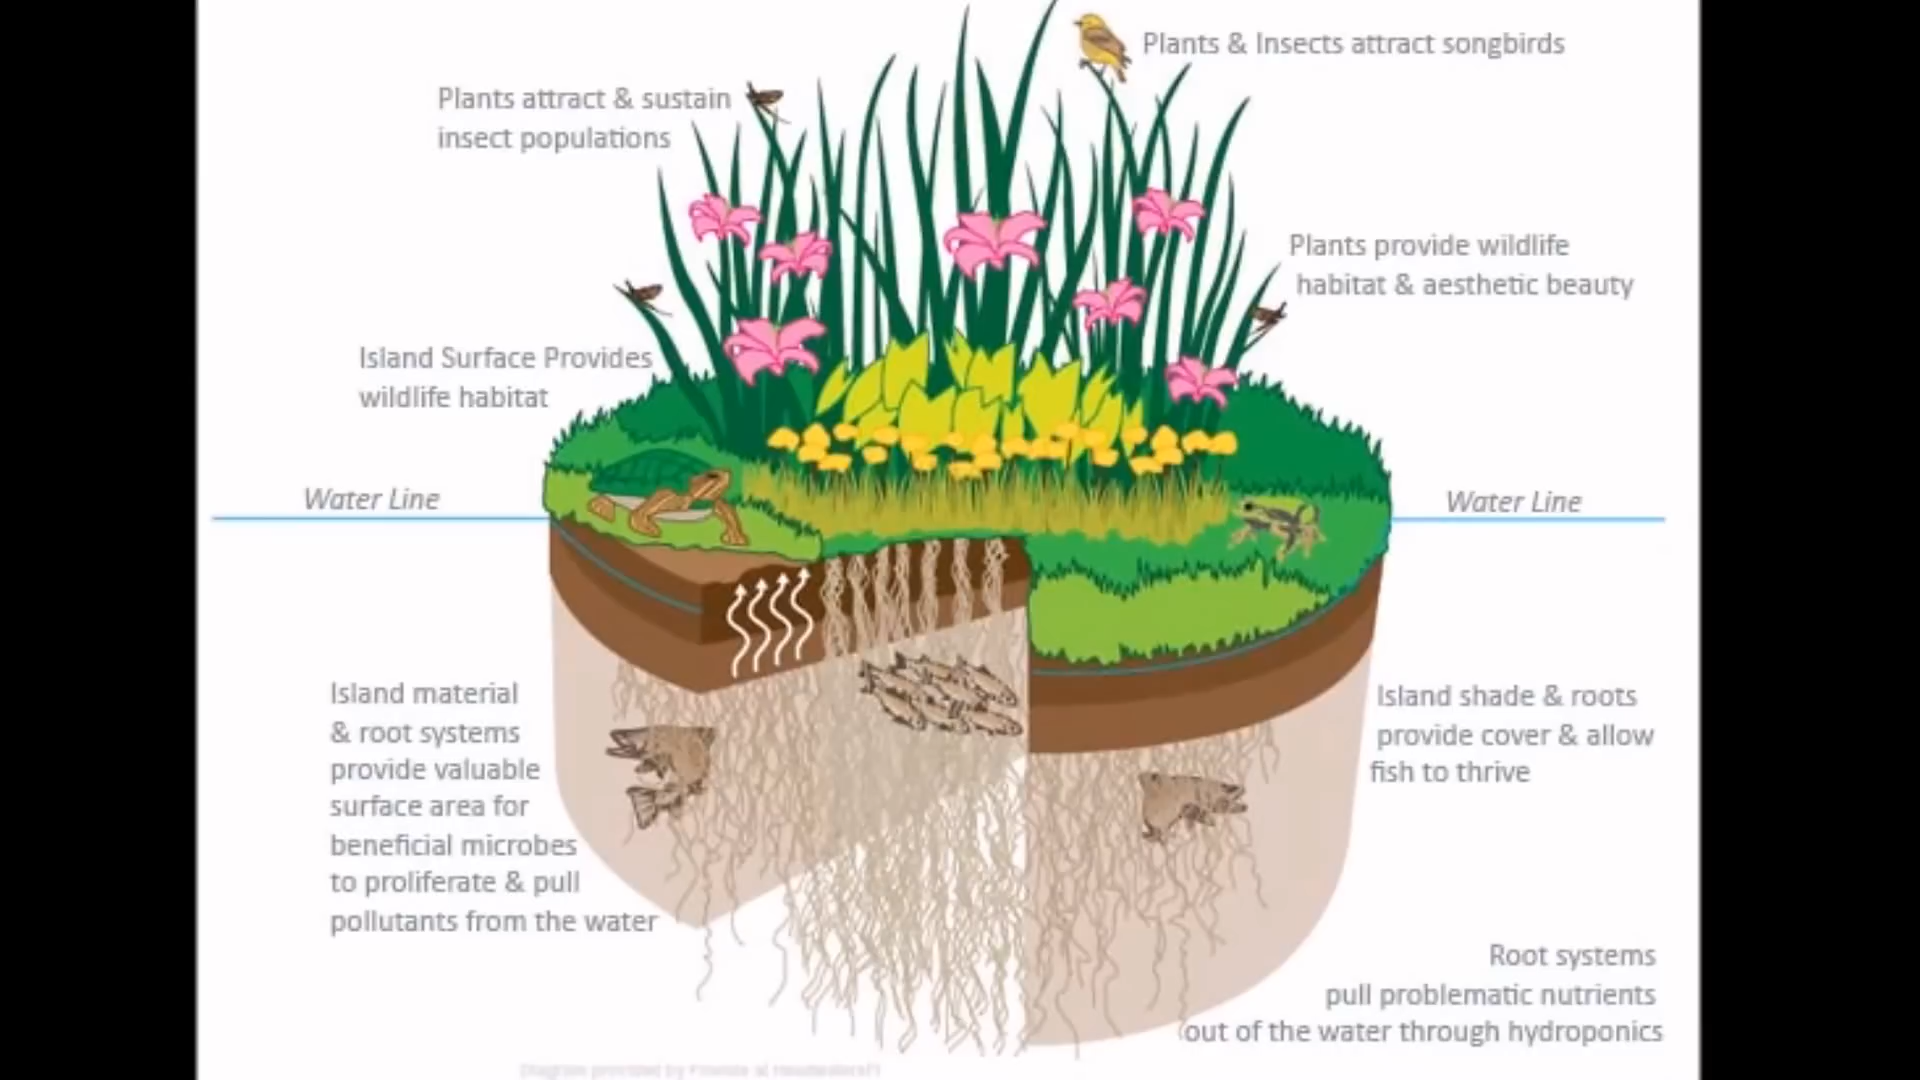 Plants & Insects attract songbirds
Plants attract & sustain
insect populations
Plants provide wildlife
habitat & aesthetic beauty
Island Surface Provides
wildlife habitat
Water Line
Water Line
Island material
& root systems
provide valuable
surface area for
beneficial microbes
to proliferate & pull
pollutants from the water
Island shade & roots
provide cover & allow
fish to thrive
Root systems
pull problematic nutrients
out of the water through hydroponics
Diagram provided by